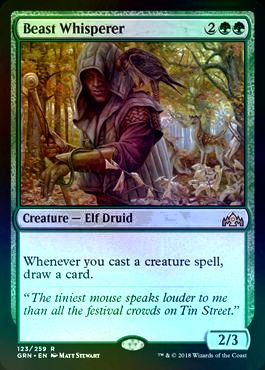 Beast Whisperer 2
Creature — Elf Druid
Whenever you cast a creature spell,
draw a card.
“The tiniest mouse speaks louder to me
than all the festival crowds on Tin Street.”
2/3
123/259 R
GRN • EN Matt Stewart
™ & © 2018 Wizards of the Coast